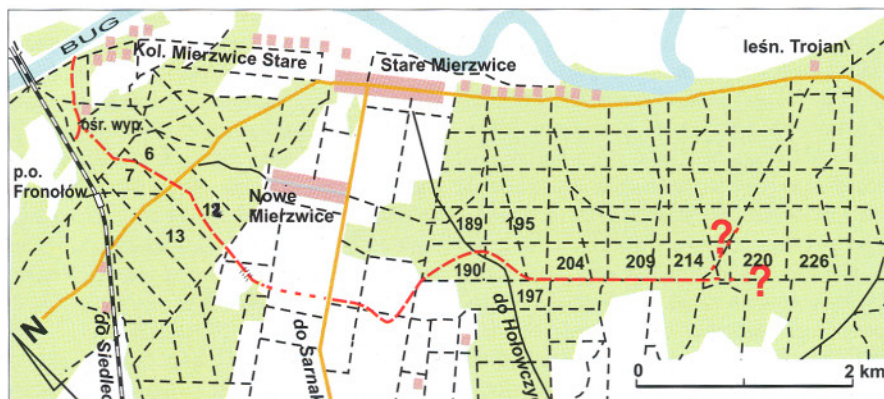 BUG
Kol. Mierzwice Stare
Stare Mierzwice
leśn. Trojan
ośr. wyp.
6
7
p.o.
Fronołów
Nowe
Mierzwice
13
189
195
190
204
209
214
220
226
197
?
?
N
do Siedlec
do Sarnak
do Hołowczyc
0
2 km